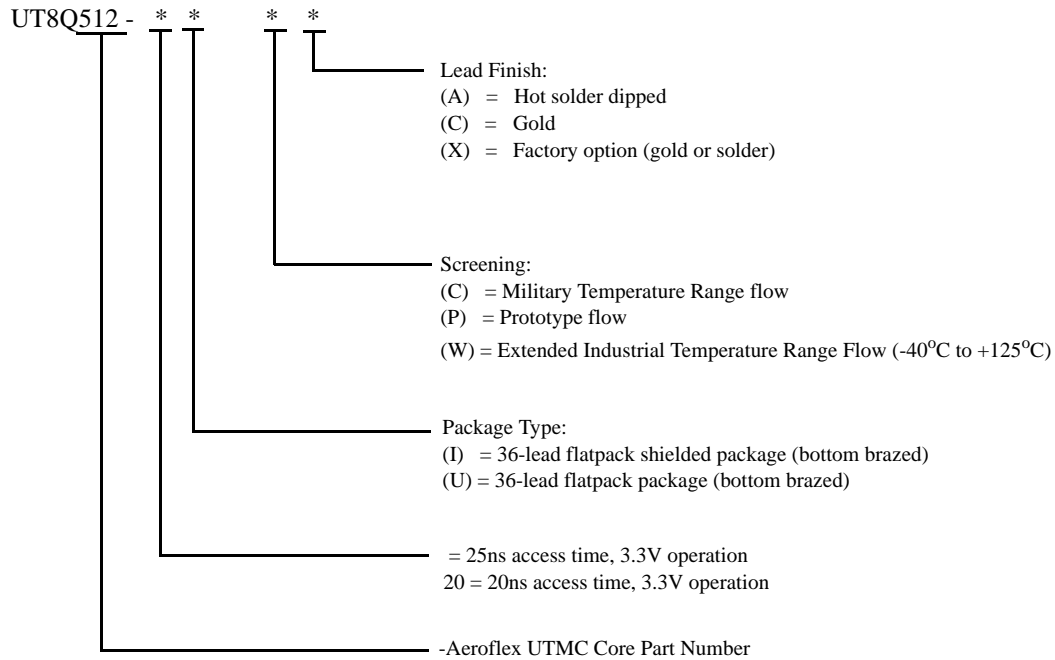 UT8Q512 - * * * *
Lead Finish:
(A) = Hot solder dipped
(C) = Gold
(X) = Factory option (gold or solder)
Screening:
(C) = Military Temperature Range flow
(P) = Prototype flow
(W) = Extended Industrial Temperature Range Flow (-40°C to +125°C)
Package Type:
(I) = 36-lead flatpack shielded package (bottom brazed)
(U) = 36-lead flatpack package (bottom brazed)
= 25ns access time, 3.3V operation
20 = 20ns access time, 3.3V operation
-Aeroflex UTMC Core Part Number